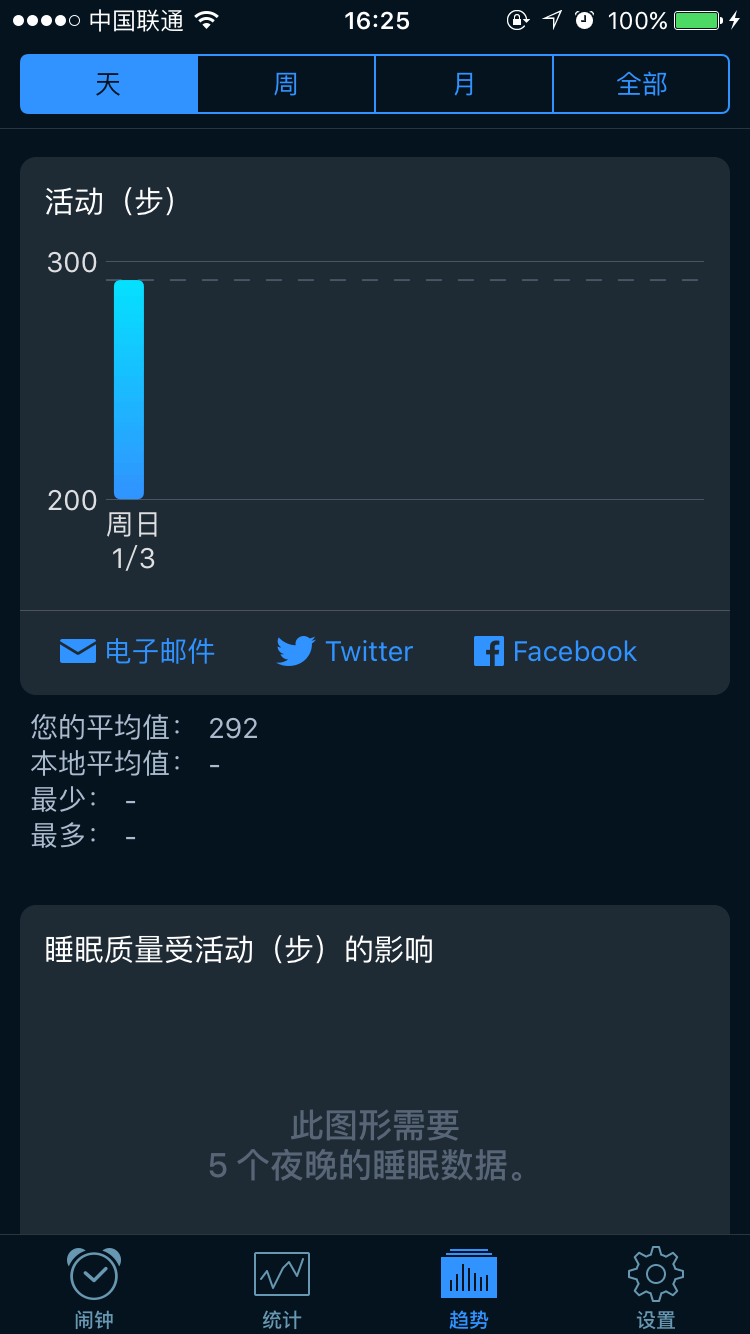 中国联通 16:25 100%
天 周 月 全部
活动（步）
300
200
周日
1/3
电子邮件 Twitter Facebook
您的平均值： 292
本地平均值： -
最少： -
最多： -
睡眠质量受活动（步）的影响
此图形需要
5 个夜晚的睡眠数据。
闹钟 统计 趋势 设置